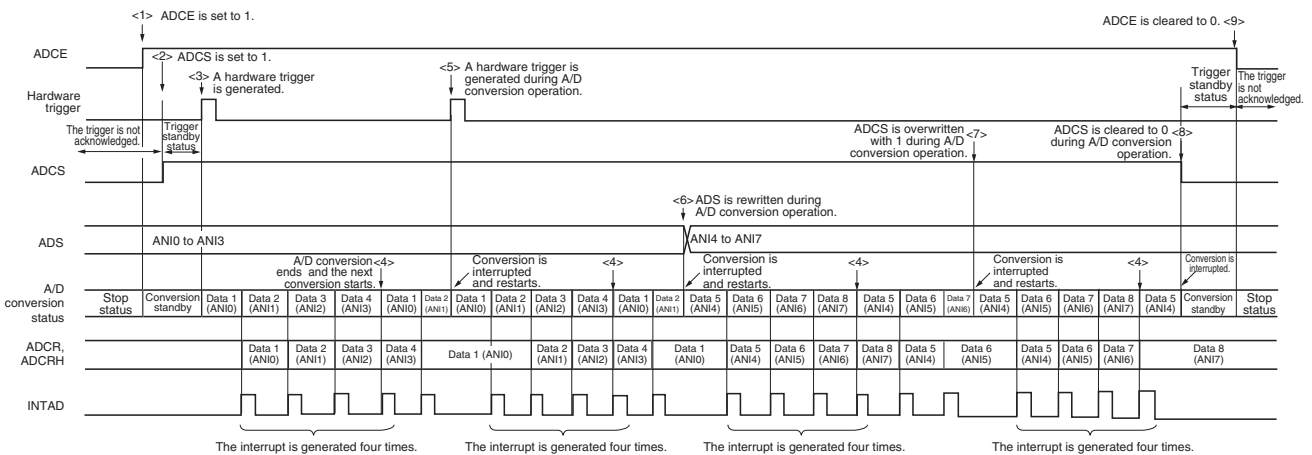 <1> ADCE is set to 1.
ADCE is cleared to 0. <9>
ADCE
<2> ADCS is set to 1.
<3> A hardware trigger
is generated.
<5> A hardware trigger is
generated during A/D
conversion operation.
Trigger
standby
status
The trigger
is not
acknowledged.
Hardware
trigger
The trigger is not
acknowledged.
Trigger
standby
status
ADCS is overwritten
with 1 during A/D
conversion operation.
<7>
ADCS is cleared to 0
during A/D conversion
operation.
<8>
ADCS
<6> ADS is rewritten during
A/D conversion operation.
ADS
ANI0 to ANI3
ANI4 to ANI7
A/D conversion
ends and the next
conversion starts.
<4>
Conversion is
interrupted
and restarts.
<4>
Conversion is
interrupted
and restarts.
<4>
Conversion is
interrupted
and restarts.
<4>
Conversion is
interrupted.
A/D
conversion
status
Stop
status
Conversion
standby
Data 1
(ANI0)
Data 2
(ANI1)
Data 3
(ANI2)
Data 4
(ANI3)
Data 1
(ANI0)
Data 2
(ANI1)
Data 1
(ANI0)
Data 2
(ANI1)
Data 3
(ANI2)
Data 4
(ANI3)
Data 1
(ANI0)
Data 2
(ANI1)
Data 5
(ANI4)
Data 6
(ANI5)
Data 7
(ANI6)
Data 8
(ANI7)
Data 5
(ANI4)
Data 6
(ANI5)
Data 7
(ANI6)
Data 5
(ANI4)
Data 6
(ANI5)
Data 7
(ANI6)
Data 8
(ANI7)
Data 5
(ANI4)
Conversion
standby
Stop
status
ADCR,
ADCRH
Data 1
(ANI0)
Data 2
(ANI1)
Data 3
(ANI2)
Data 4
(ANI3)
Data 1 (ANI0)
Data 2
(ANI1)
Data 3
(ANI2)
Data 4
(ANI3)
Data 1
(ANI0)
Data 5
(ANI4)
Data 6
(ANI5)
Data 7
(ANI6)
Data 8
(ANI7)
Data 5
(ANI4)
Data 6
(ANI5)
Data 5
(ANI4)
Data 6
(ANI5)
Data 7
(ANI6)
Data 8
(ANI7)
INTAD
The interrupt is generated four times.
The interrupt is generated four times.
The interrupt is generated four times.
The interrupt is generated four times.